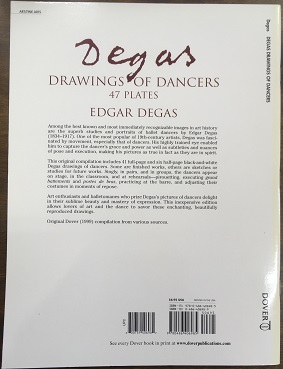 ART/FINE ARTS
Degas
DRAWINGS OF DANCERS
47 PLATES
EDGAR DEGAS
Among the best known and most immediately recognizable images in art history
are the superb studies and portraits of ballet dancers by Edgar Degas
(1834–1917). One of the most popular of 19th-century artists, Degas was fasci-
nated by movement, especially that of dancers. His highly trained eye enabled
him to capture the dancer's grace and power as well as subtleties and nuances
of pose and execution, making his pictures as true in fact as they are in spirit.
This original compilation includes 41 full-page and six half-page black-and-white
Degas drawings of dancers. Some are finished works, others are sketches or
studies for future works. Singly, in pairs, and in groups, the dancers appear
on stage, in the classroom, and at rehearsals—pirouetting, executing grand
battements and portes de bras, practicing at the barre, and adjusting their
costumes in moments of repose.
Art enthusiasts and balletomanes who prize Degas's pictures of dancers delight
in their sublime beauty and mastery of expression. This inexpensive edition
allows lovers of art and the dance to savor these enchanting, beautifully
reproduced drawings.
Original Dover (1999) compilation from various sources.
See every Dover book in print at www.doverpublications.com
Degas DEGAS DRAWINGS OF DANCERS
DOVER